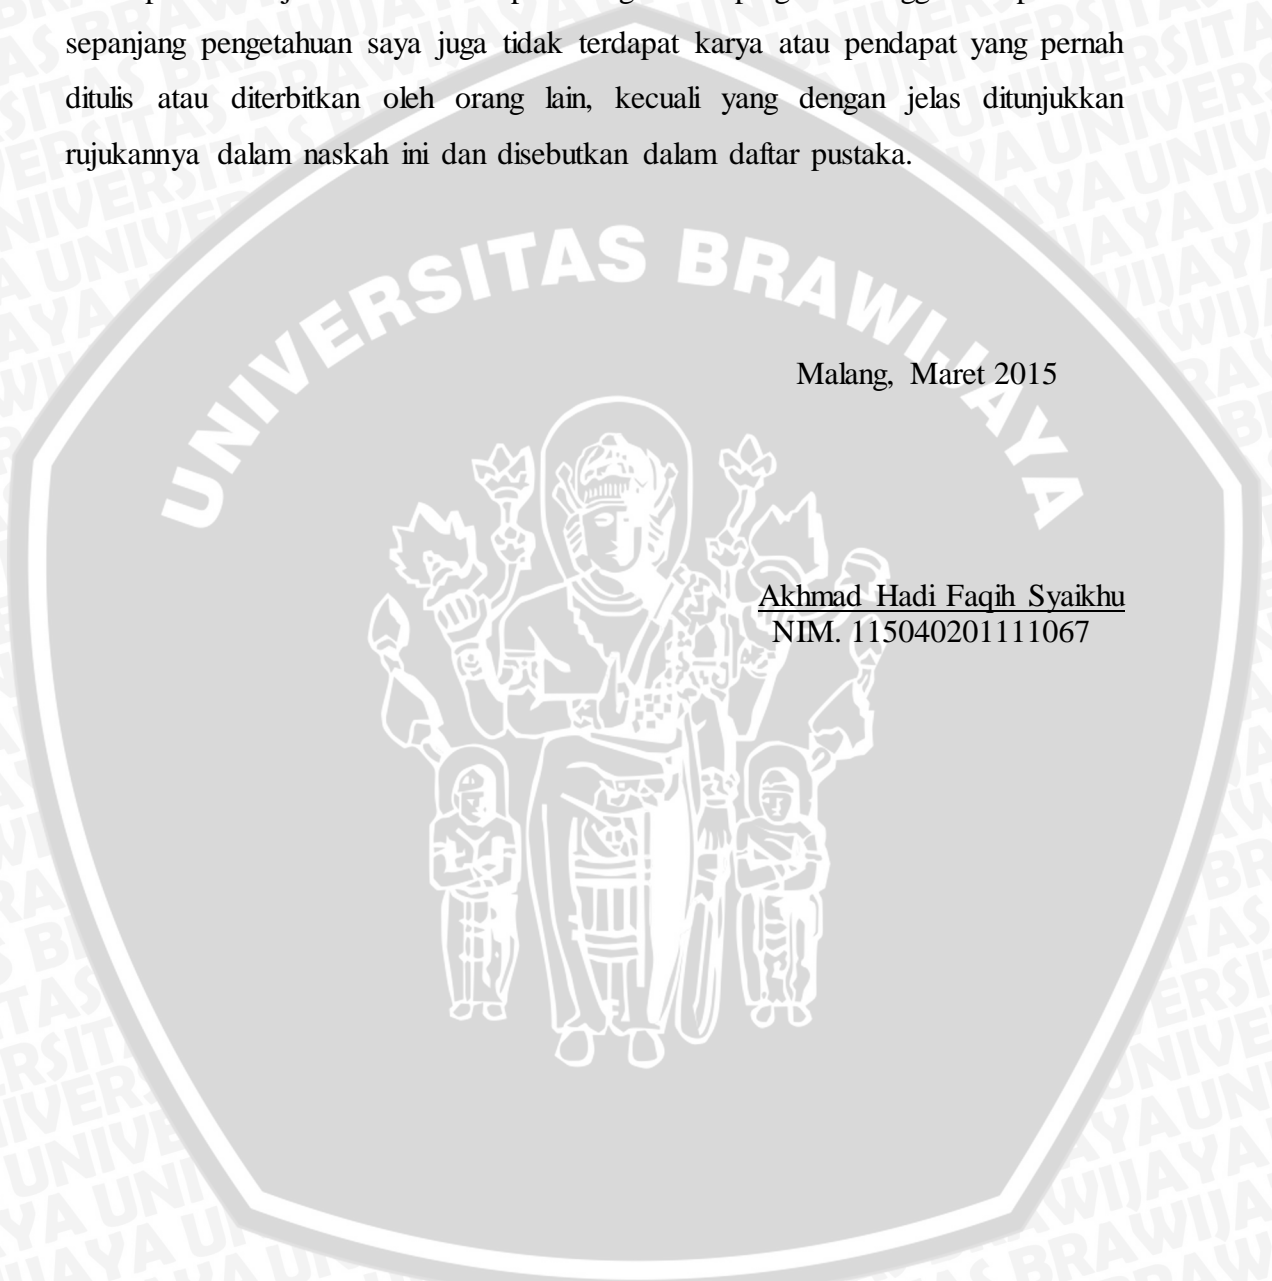 sepanjang pengetahuan saya juga tidak terdapat karya atau pendapat yang pernah
ditulis atau diterbitkan oleh orang lain, kecuali yang dengan jelas ditunjukkan
rujukannya dalam naskah ini dan disebutkan dalam daftar pustaka.
UNIVERSITAS BRAWIJAYA
Malang, Maret 2015
Akhmad Hadi Faqih Syaikhu
NIM. 115040201111067